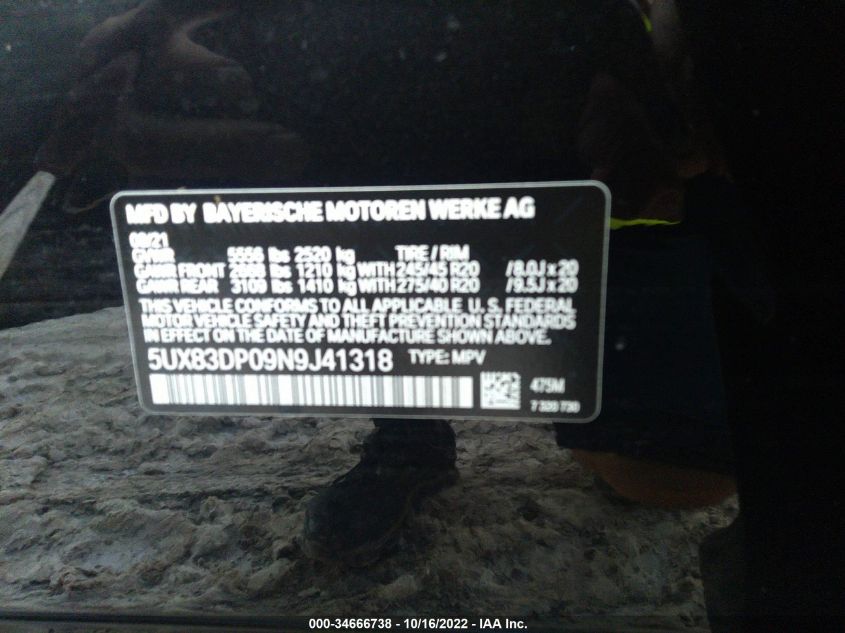 MFD BY BAYERISCHE MOTOREN WERKE AG
08/21
GVWR 5556 lbs 2520 kg TIRE / RIM
GAWR FRONT 2668 lbs 1210 kg WITH 245/45 R20 /8.0J x 20
GAWR REAR 3109 lbs 1410 kg WITH 275/40 R20 /9.5J x 20
THIS VEHICLE CONFORMS TO ALL APPLICABLE U. S. FEDERAL
MOTOR VEHICLE SAFETY AND THEFT PREVENTION STANDARDS
IN EFFECT ON THE DATE OF MANUFACTURE SHOWN ABOVE.
5UX83DP09N9J41318 TYPE: MPV
475M
7 320 730
000-34666738 - 10/16/2022 - IAA Inc.